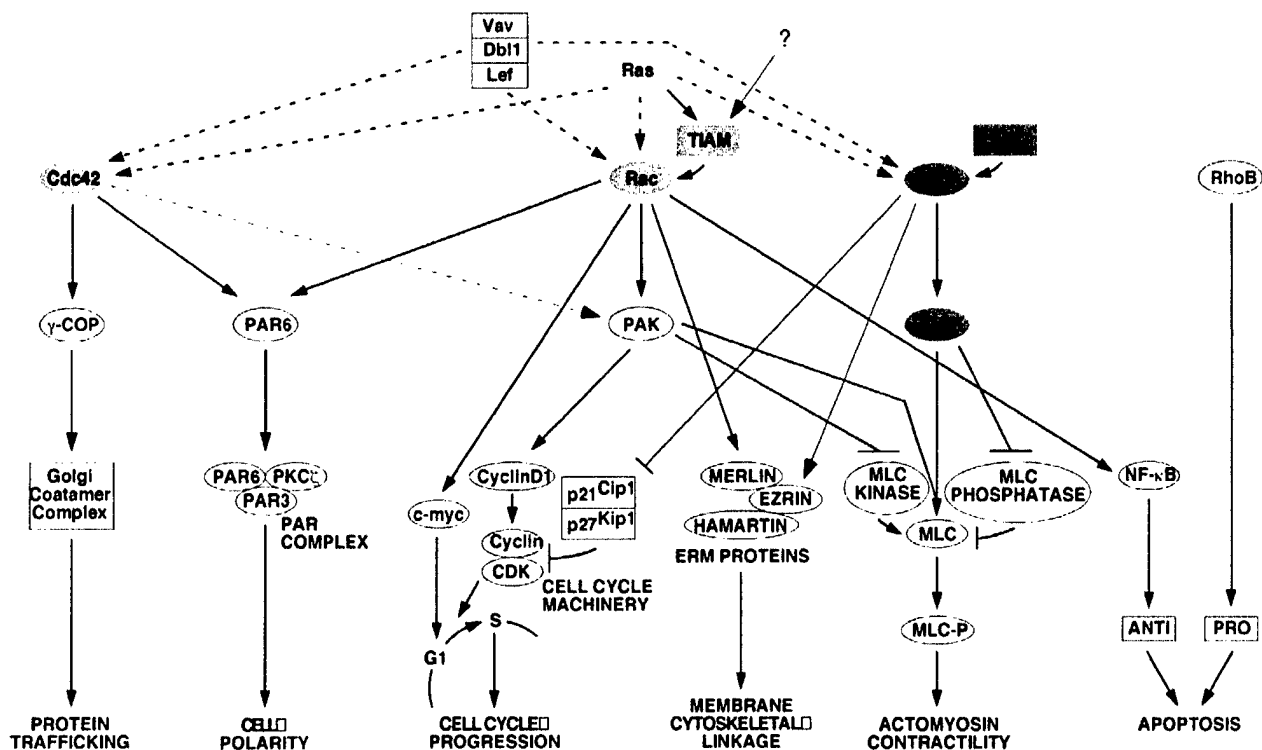 Vav
Dbl1
Lef
Ras
?
TIAM
Cdc42
Rac
RhoB
γ-COP
PAR6
PAK
Golgi
Coatamer
Complex
PAR6
PKCζ
PAR3
PAR
COMPLEX
c-myc
CyclinD1
p21Cip1
p27Kip1
Cyclin
CDK
CELL CYCLE
MACHINERY
MERLIN
EZRIN
HAMARTIN
ERM PROTEINS
MLC
KINASE
MLC
PHOSPHATASE
MLC
NF-κB
G1
S
MLC-P
ANTI
PRO
PROTEIN
TRAFFICKING
CELL
POLARITY
CELL CYCLE
PROGRESSION
MEMBRANE
CYTOSKELETAL
LINKAGE
ACTOMYOSIN
CONTRACTILITY
APOPTOSIS